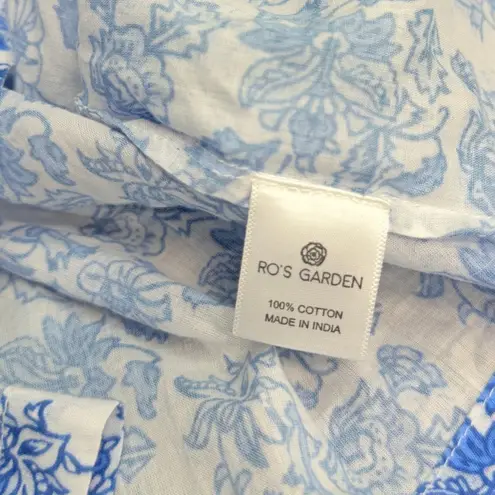 RO'S GARDEN
100% COTTON
MADE IN INDIA